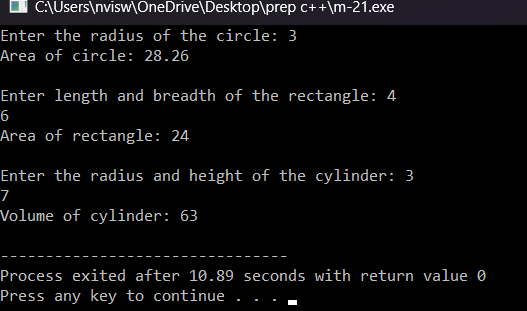 C:\Users\nvisw\OneDrive\Desktop\prep c++\m-21.exe
Enter the radius of the circle: 3
Area of circle: 28.26
Enter length and breadth of the rectangle: 4
6
Area of rectangle: 24
Enter the radius and height of the cylinder: 3
7
Volume of cylinder: 63
--------------------------------
Process exited after 10.89 seconds with return value 0
Press any key to continue . . .